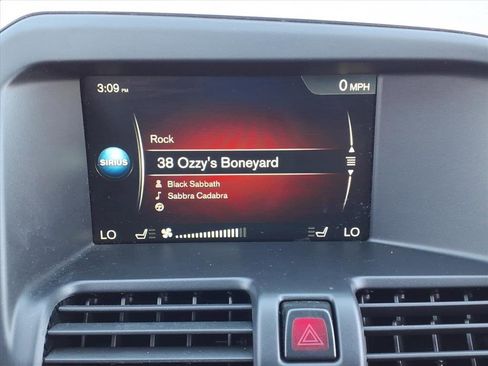 3:09 PM
0 MPH
Rock
SIRIUS
38 Ozzy's Boneyard
Black Sabbath
Sabbra Cadabra
LO
LO